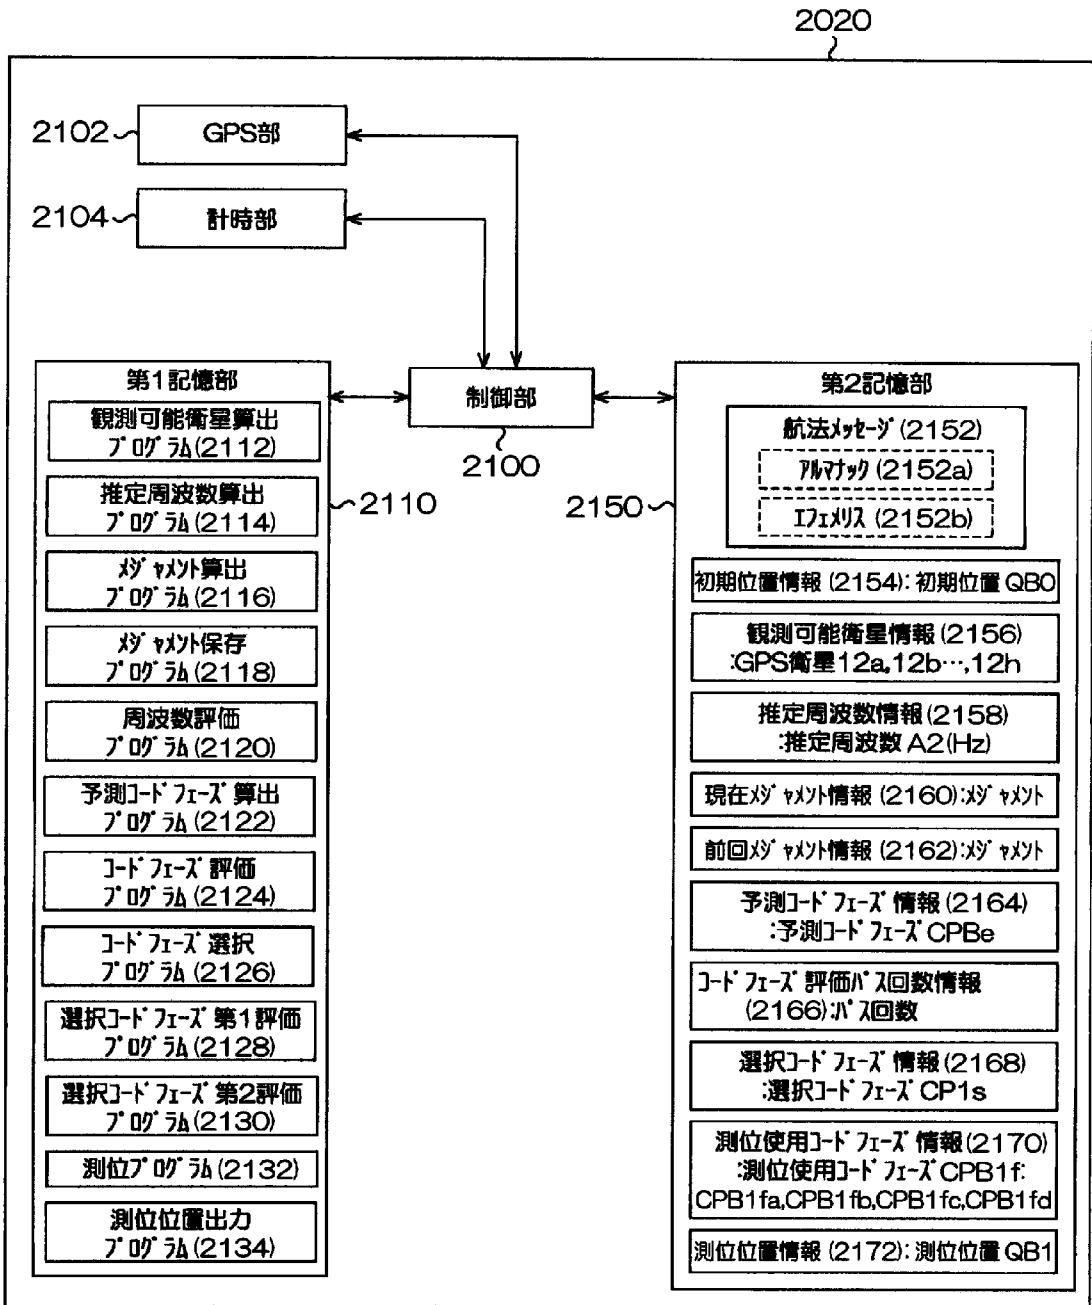 2020
2102
GPS部
2104
計時部
制御部
2100
第1記憶部
観測可能衛星算出
プログラム(2112)
推定周波数算出
プログラム(2114)
メジャメント算出
プログラム(2116)
メジャメント保存
プログラム(2118)
周波数評価
プログラム(2120)
予測コードフェーズ算出
プログラム(2122)
コードフェーズ評価
プログラム(2124)
コードフェーズ選択
プログラム(2126)
選択コードフェーズ第1評価
プログラム(2128)
選択コードフェーズ第2評価
プログラム(2130)
測位プログラム(2132)
測位位置出力
プログラム(2134)
2110
2150
第2記憶部
航法メッセージ(2152)
アルマナック(2152a)
エフェメリス(2152b)
初期位置情報(2154):初期位置QB0
観測可能衛星情報(2156)
:GPS衛星12a,12b…,12h
推定周波数情報(2158)
:推定周波数A2(Hz)
現在メジャメント情報(2160):メジャメント
前回メジャメント情報(2162):メジャメント
予測コードフェーズ情報(2164)
:予測コードフェーズCPBe
コードフェーズ評価パス回数情報
(2166):パス回数
選択コードフェーズ情報(2168)
:選択コードフェーズCP1s
測位使用コードフェーズ情報(2170)
:測位使用コードフェーズCPB1f:
CPB1fa,CPB1fb,CPB1fc,CPB1fd
測位位置情報(2172):測位位置QB1